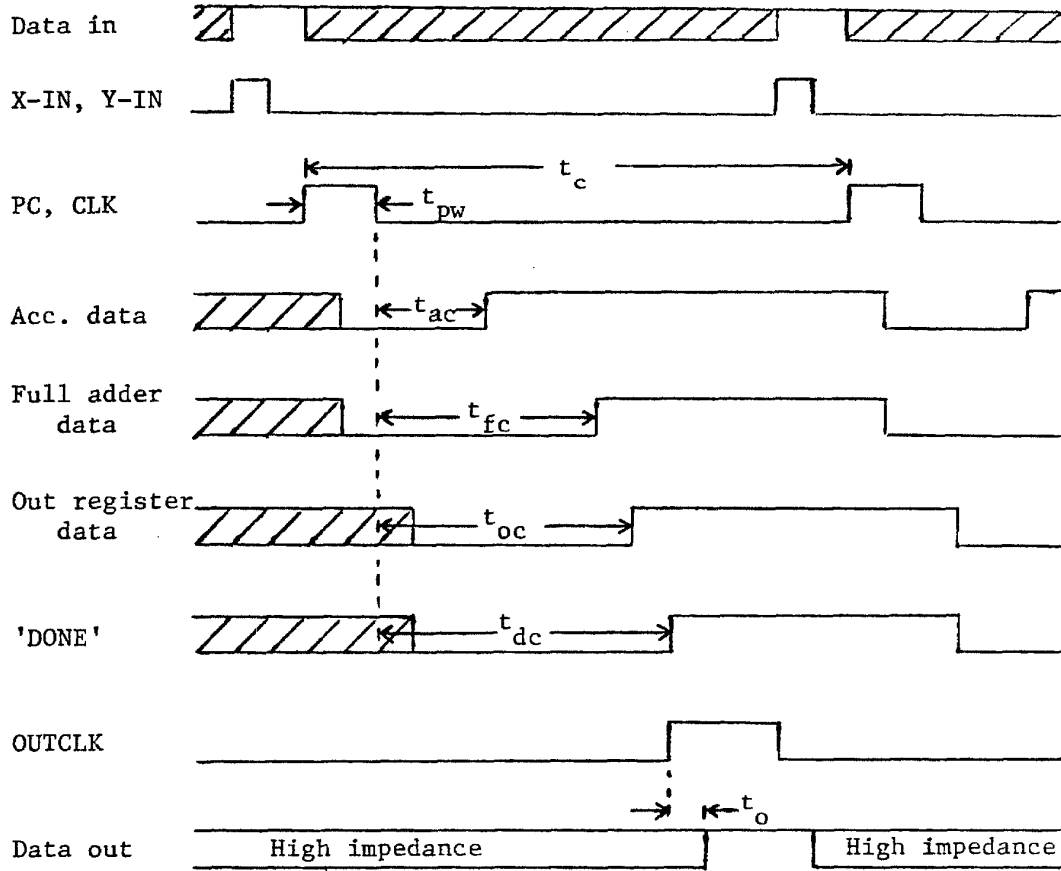 Data in
X-IN, Y-IN
t_c
PC, CLK
t_pw
Acc. data
t_ac
Full adder
data
t_fc
Out register
data
t_oc
'DONE'
t_dc
OUTCLK
t_o
Data out
High impedance
High impedance